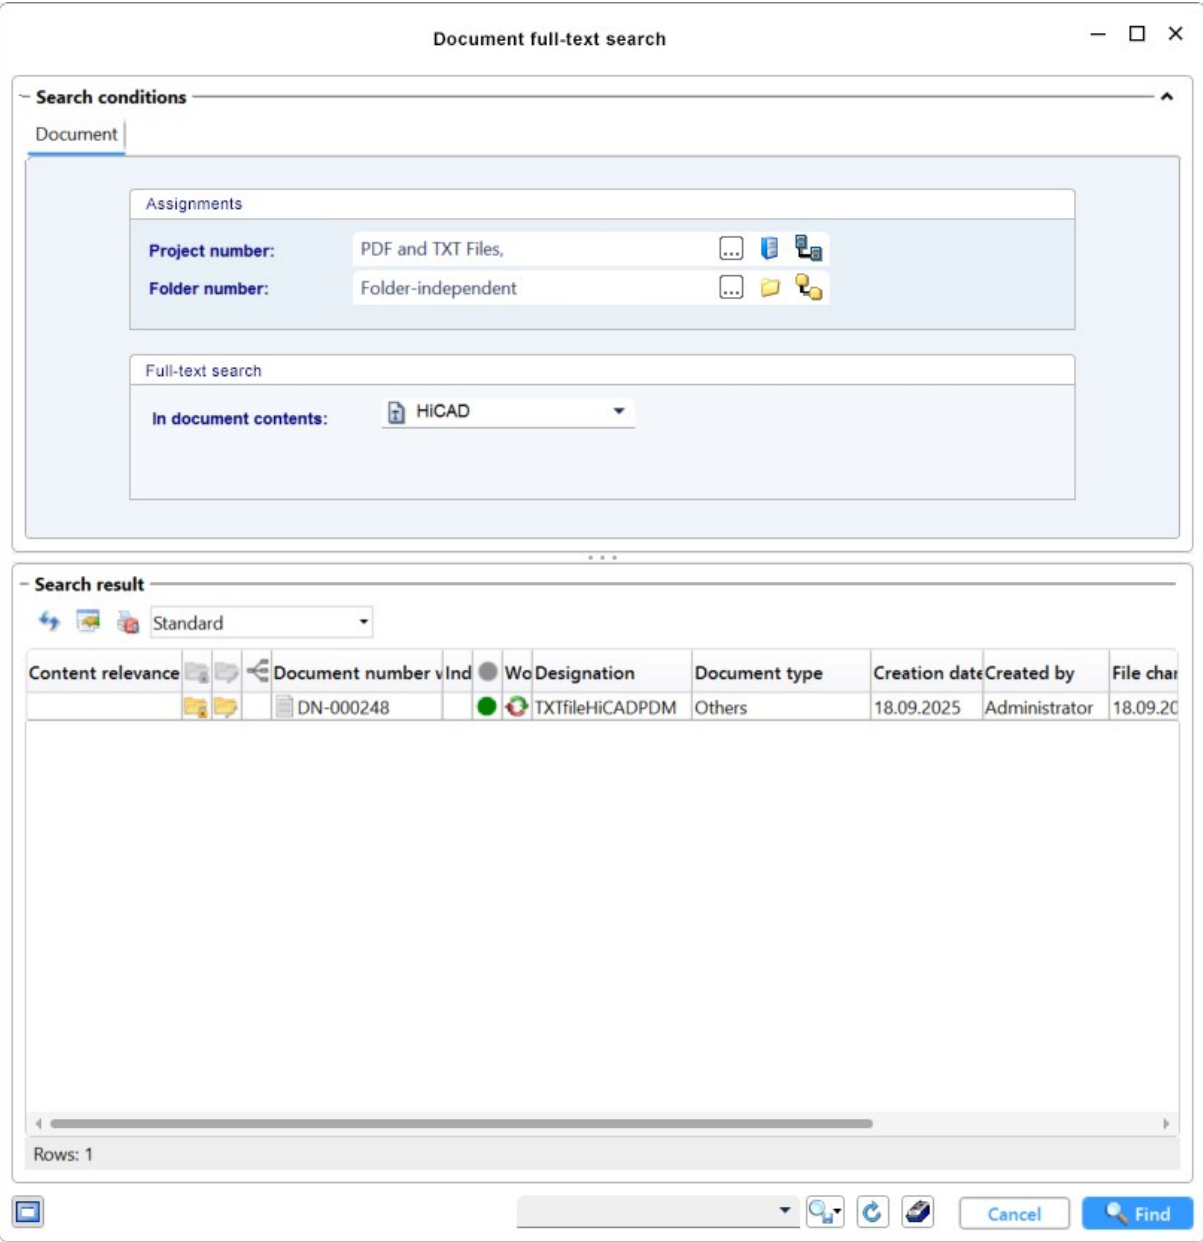 Document full-text search
Search conditions
Document
Assignments
Project number: PDF and TXT Files, ...
Folder number: Folder-independent ...
Full-text search
In document contents: HiCAD
Search result
Standard
Content relevance Document number v Ind Wo Designation Document type Creation date Created by File char
DN-000248 TXTfileHiCADPDM Others 18.09.2025 Administrator 18.09.20
Rows: 1
Cancel Find